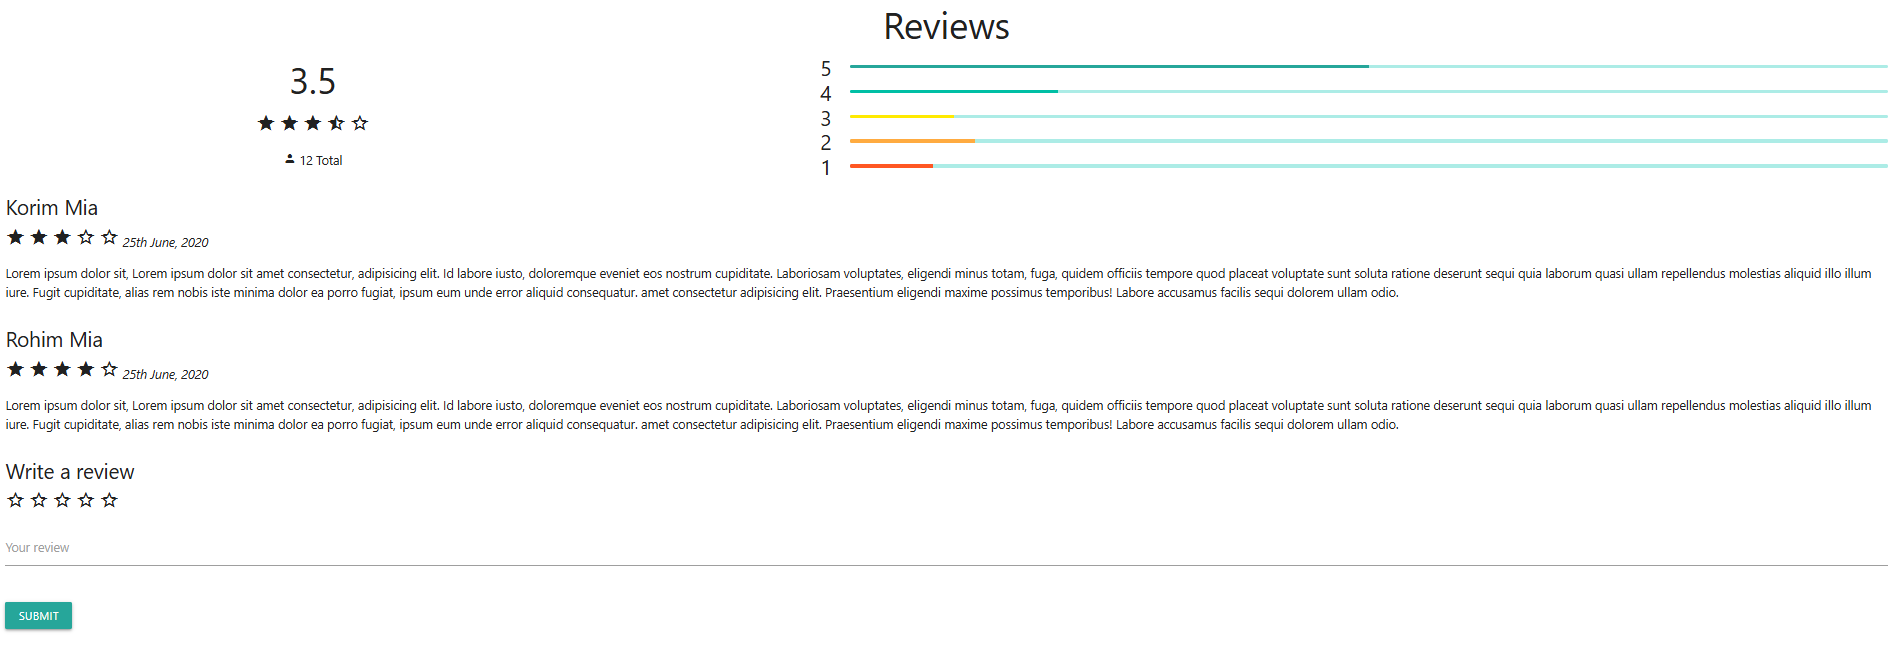 Reviews
3.5
12 Total
5
4
3
2
1
Korim Mia
25th June, 2020
Lorem ipsum dolor sit, Lorem ipsum dolor sit amet consectetur, adipisicing elit. Id labore iusto, doloremque eveniet eos nostrum cupiditate. Laboriosam voluptates, eligendi minus totam, fuga, quidem officiis tempore quod placeat voluptate sunt soluta ratione deserunt sequi quia laborum quasi ullam repellendus molestias aliquid illo illum
iure. Fugit cupiditate, alias rem nobis iste minima dolor ea porro fugiat, ipsum eum unde error aliquid consequatur. amet consectetur adipisicing elit. Praesentium eligendi maxime possimus temporibus! Labore accusamus facilis sequi dolorem ullam odio.
Rohim Mia
25th June, 2020
Lorem ipsum dolor sit, Lorem ipsum dolor sit amet consectetur, adipisicing elit. Id labore iusto, doloremque eveniet eos nostrum cupiditate. Laboriosam voluptates, eligendi minus totam, fuga, quidem officiis tempore quod placeat voluptate sunt soluta ratione deserunt sequi quia laborum quasi ullam repellendus molestias aliquid illo illum
iure. Fugit cupiditate, alias rem nobis iste minima dolor ea porro fugiat, ipsum eum unde error aliquid consequatur. amet consectetur adipisicing elit. Praesentium eligendi maxime possimus temporibus! Labore accusamus facilis sequi dolorem ullam odio.
Write a review
Your review
SUBMIT